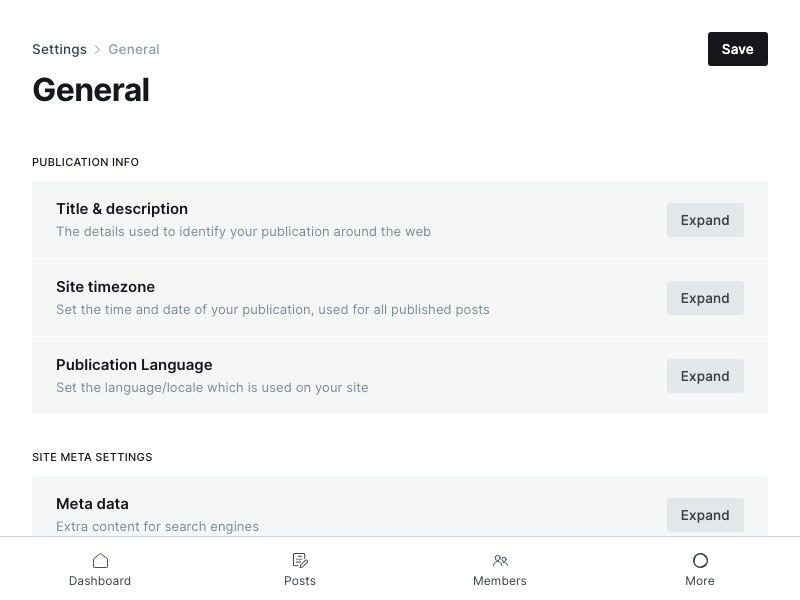 Settings General
Save
General
PUBLICATION INFO
Title & description
The details used to identify your publication around the web
Expand
Site timezone
Set the time and date of your publication, used for all published posts
Expand
Publication Language
Set the language/locale which is used on your site
Expand
SITE META SETTINGS
Meta data
Extra content for search engines
Expand
Dashboard
Posts
Members
More